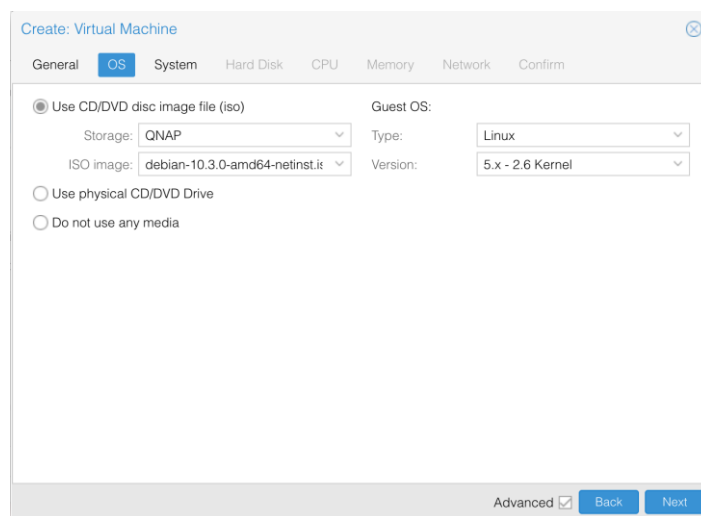 Create: Virtual Machine
General OS System Hard Disk CPU Memory Network Confirm
Use CD/DVD disc image file (iso) Guest OS:
Storage: QNAP Type: Linux
ISO image: debian-10.3.0-amd64-netinst.is Version: 5.x - 2.6 Kernel
Use physical CD/DVD Drive
Do not use any media
Advanced Back Next